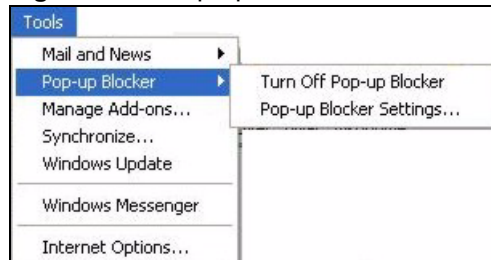 Tools
Mail and News
Pop-up Blocker
Turn Off Pop-up Blocker
Pop-up Blocker Settings...
Manage Add-ons...
Synchronize...
Windows Update
Windows Messenger
Internet Options...